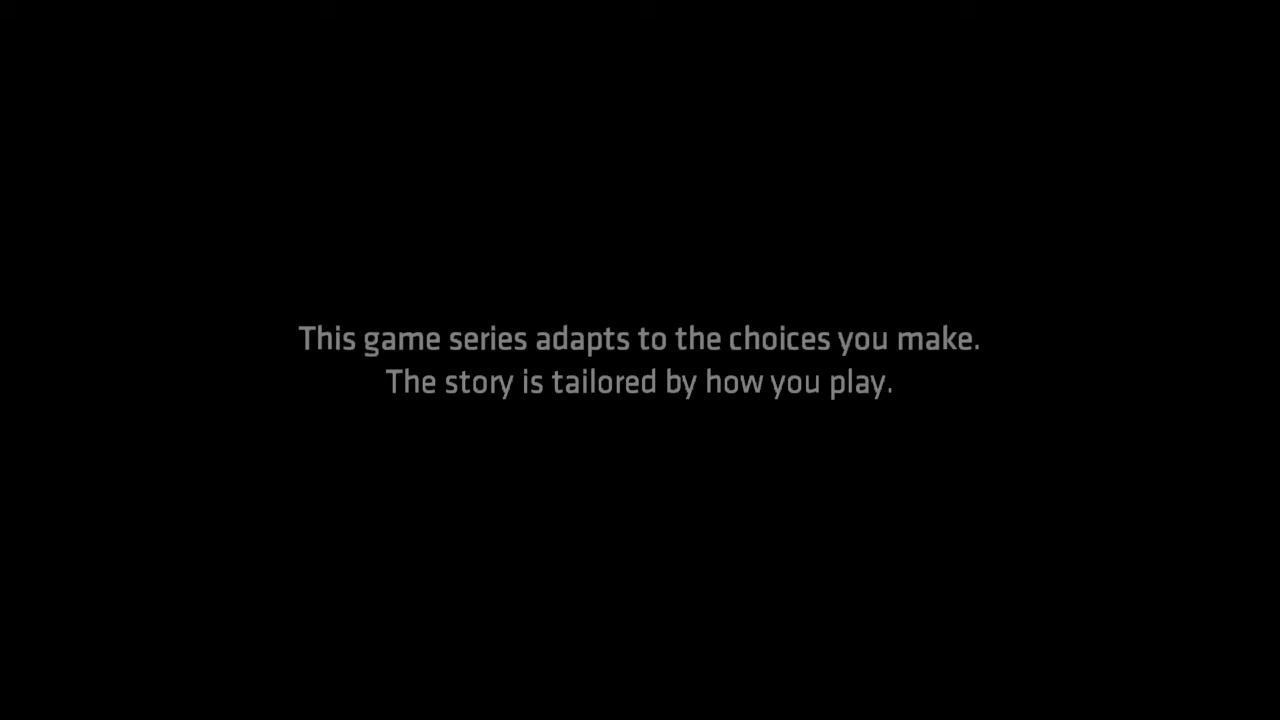 This game series adapts to the choices you make.
The story is tailored by how you play.